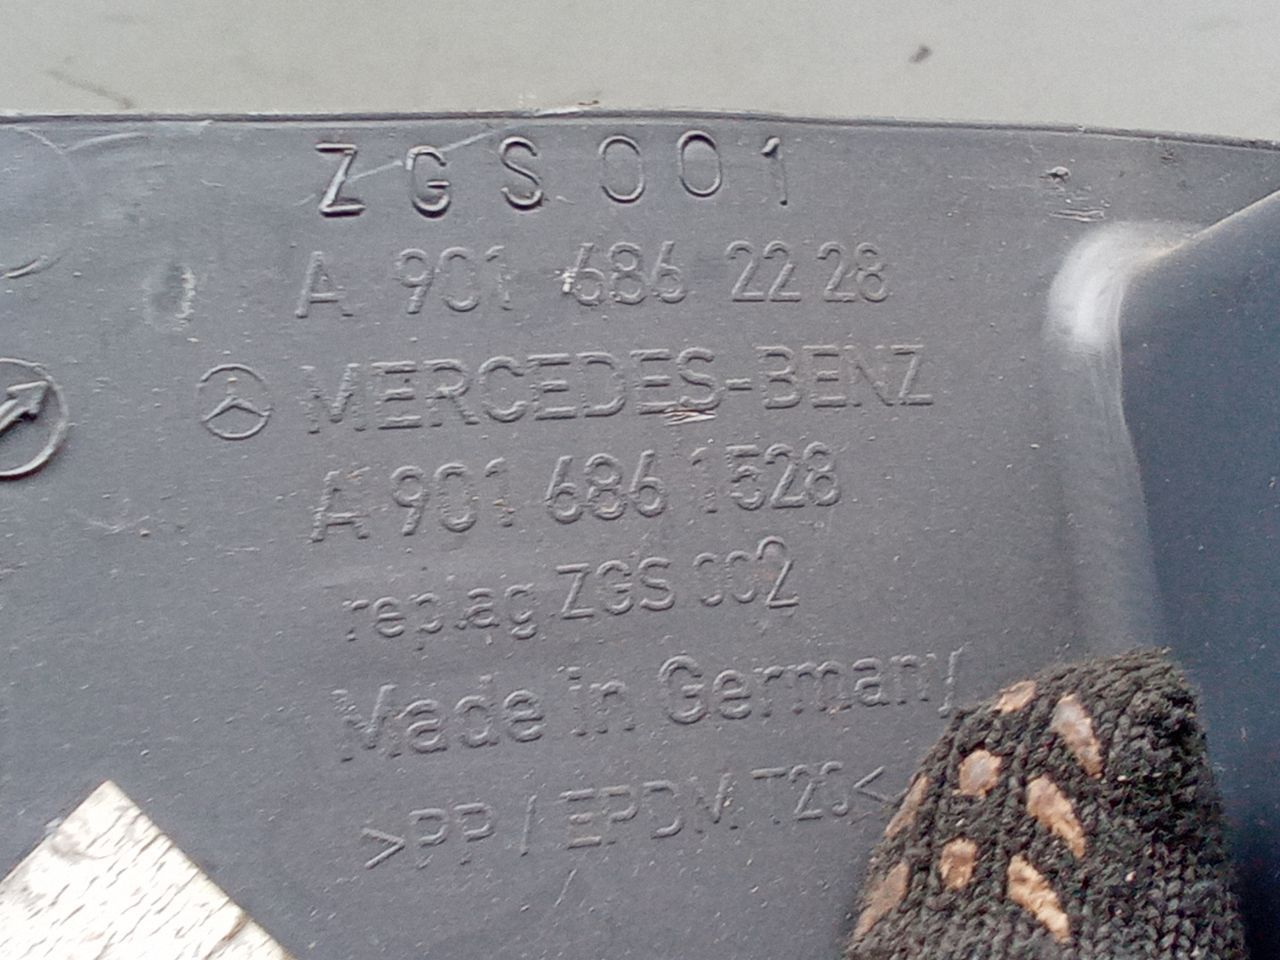 ZGS 001
A 901 686 22 28
MERCEDES-BENZ
A 901 686 1528
replag ZGS 002
Made in Germany
>PP / EPDM T20<